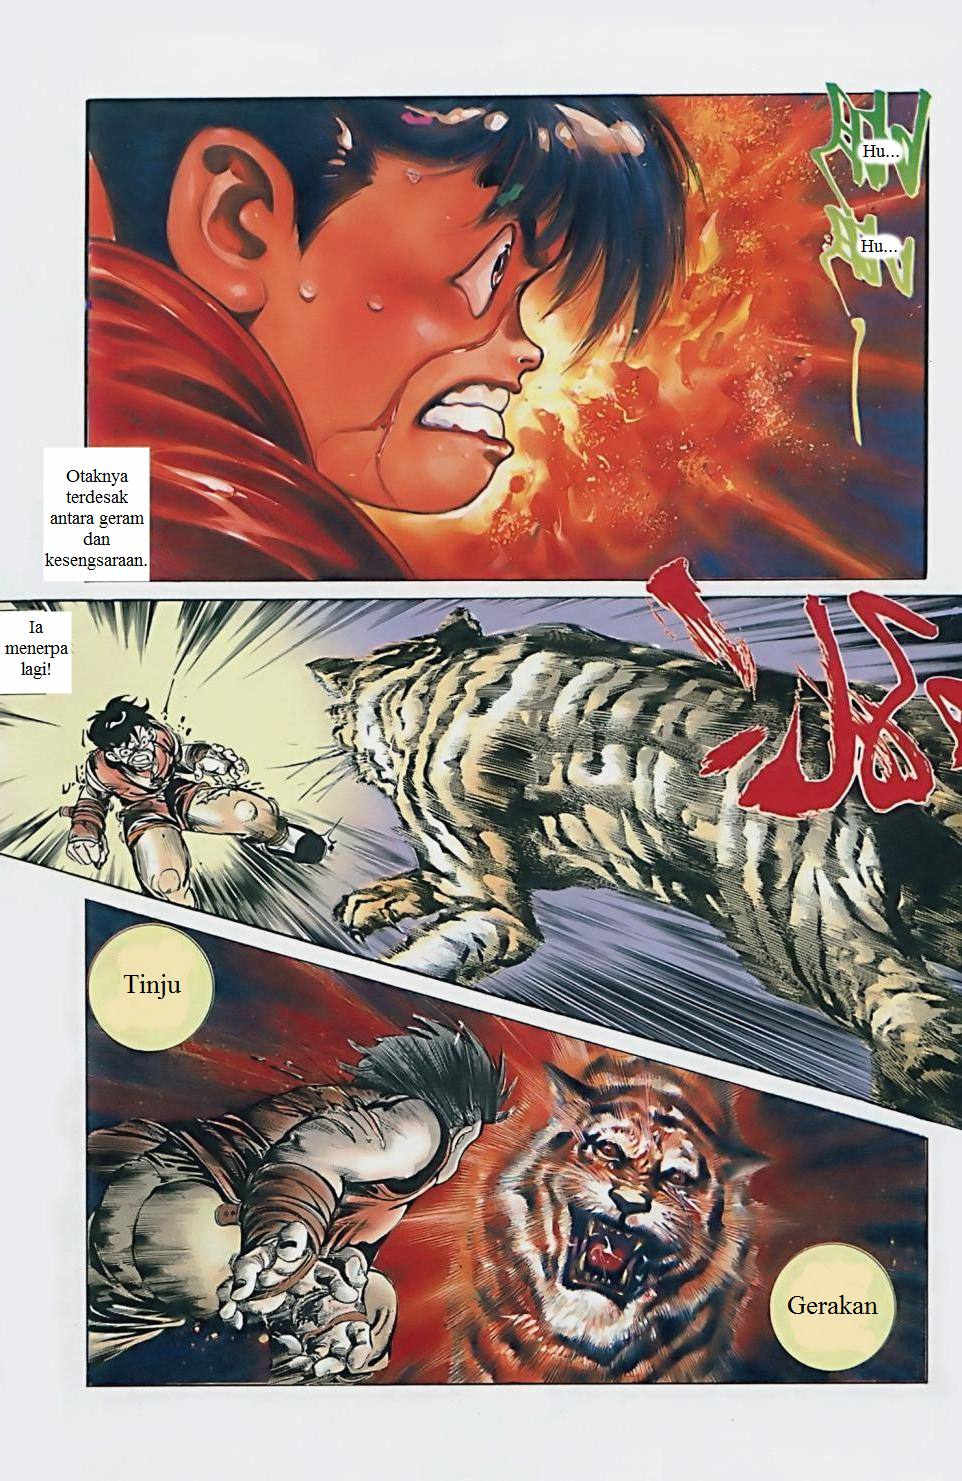 Hu...
Hu...
Otaknya
terdesak
antara geram
dan
kesengsaraan.
Ia
menerpa
lagi!
Tinju
Gerakan